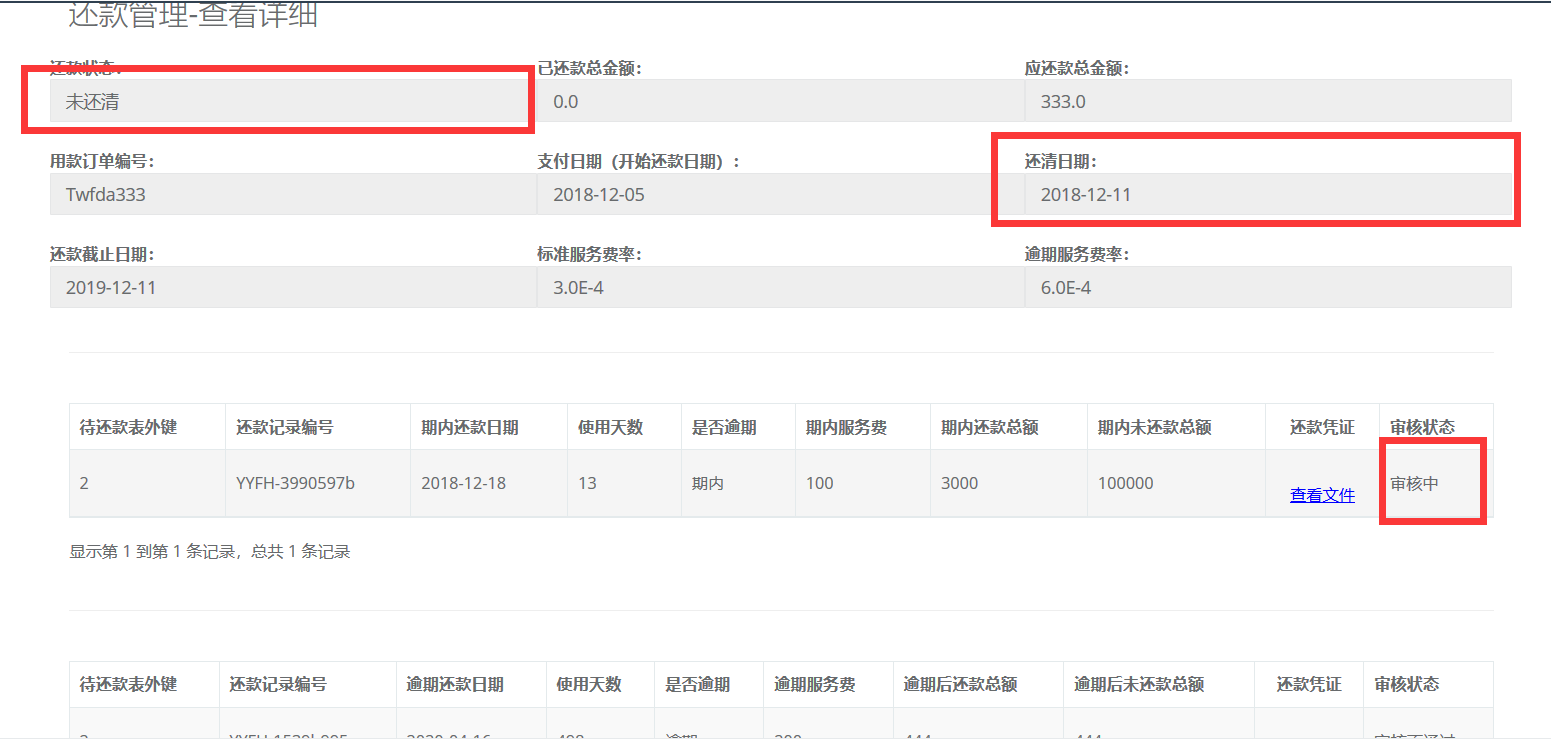 还款管理-查看详细
还款状态: 已还款总金额: 应还款总金额:
未还清 0.0 333.0
用款订单编号: 支付日期（开始还款日期）: 还清日期:
Twfda333 2018-12-05 2018-12-11
还款截止日期: 标准服务费率: 逾期服务费率:
2019-12-11 3.0E-4 6.0E-4
待还款表外键 还款记录编号 期内还款日期 使用天数 是否逾期 期内服务费 期内还款总额 期内未还款总额 还款凭证 审核状态
2 YYFH-3990597b 2018-12-18 13 期内 100 3000 100000 查看文件 审核中
显示第 1 到第 1 条记录，总共 1 条记录
待还款表外键 还款记录编号 逾期还款日期 使用天数 是否逾期 逾期服务费 逾期后还款总额 逾期后未还款总额 还款凭证 审核状态
逾期 审核不通过